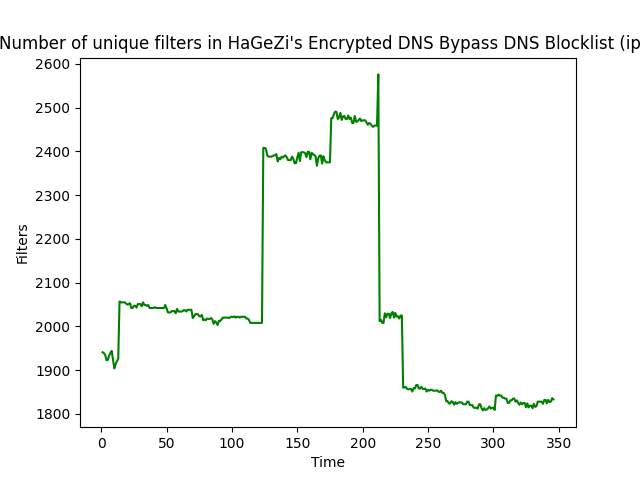 Number of unique filters in HaGeZi's Encrypted DNS Bypass DNS Blocklist (ip
2600
2500
2400
2300
2200
2100
2000
1900
1800
Filters
0 50 100 150 200 250 300 350
Time